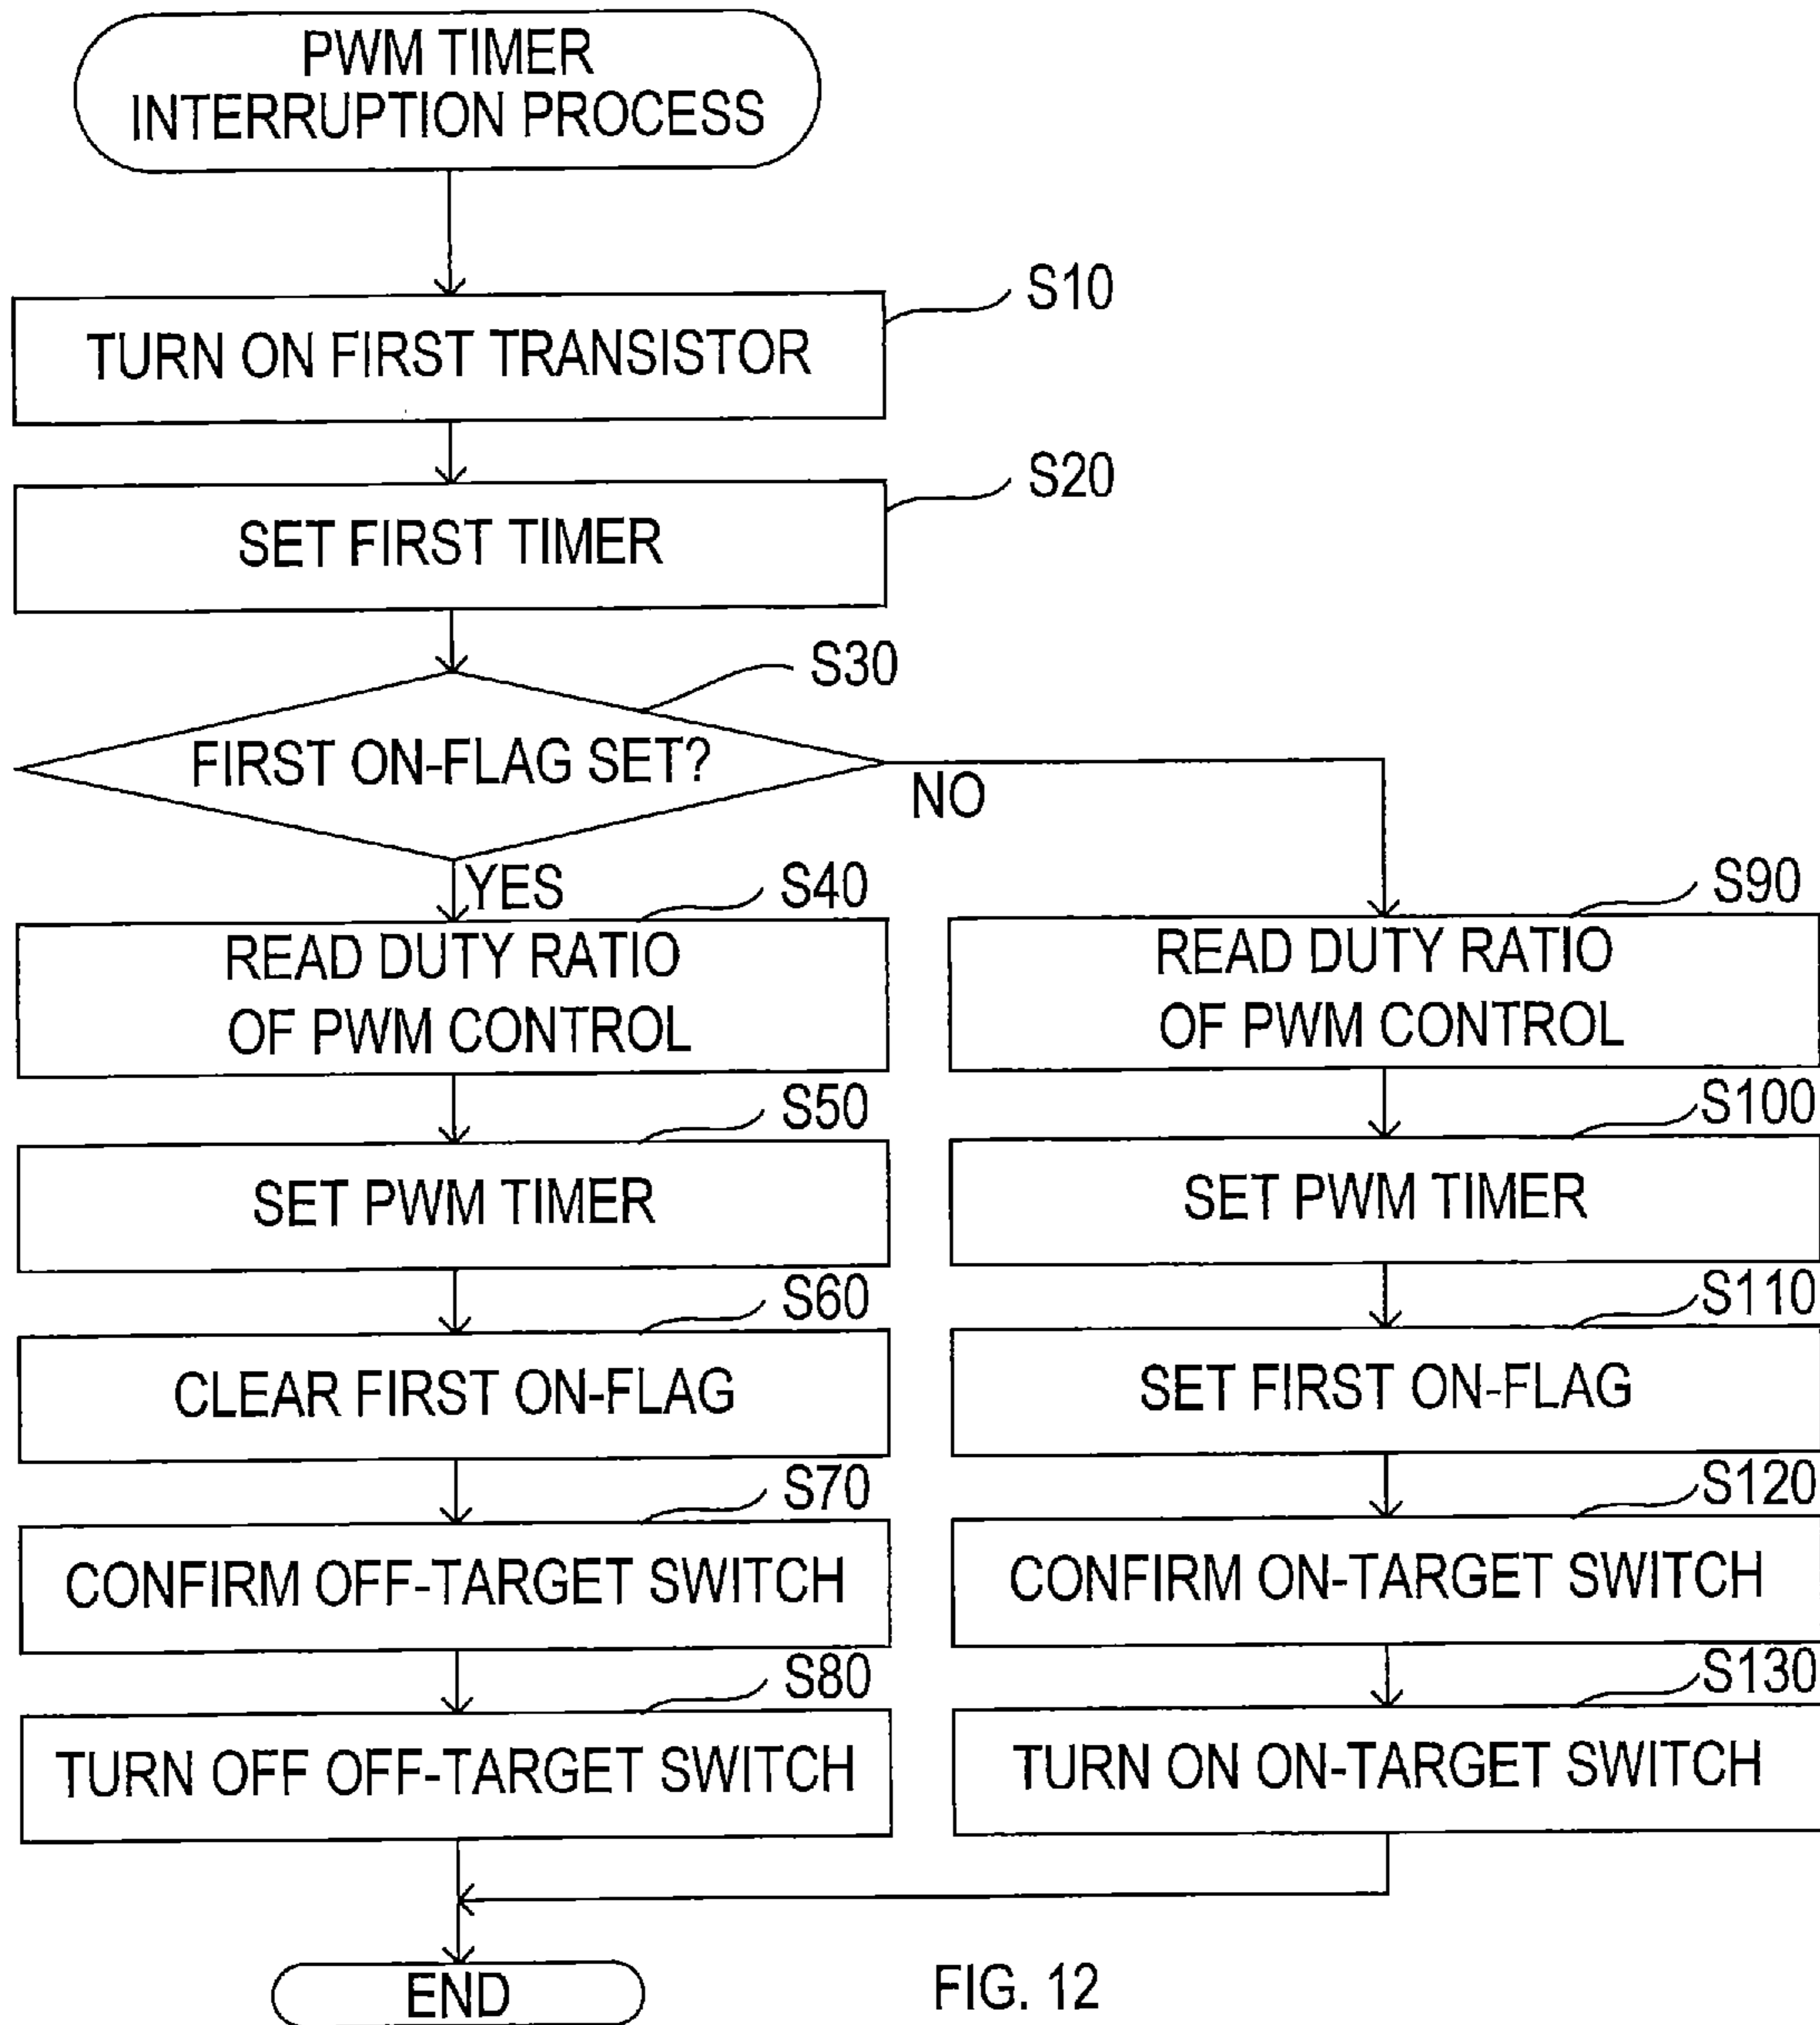 PWM TIMER
INTERRUPTION PROCESS
S10
TURN ON FIRST TRANSISTOR
S20
SET FIRST TIMER
S30
FIRST ON-FLAG SET?
NO
YES
S40
READ DUTY RATIO
OF PWM CONTROL
S50
SET PWM TIMER
S60
CLEAR FIRST ON-FLAG
S70
CONFIRM OFF-TARGET SWITCH
S80
TURN OFF OFF-TARGET SWITCH
S90
READ DUTY RATIO
OF PWM CONTROL
S100
SET PWM TIMER
S110
SET FIRST ON-FLAG
S120
CONFIRM ON-TARGET SWITCH
S130
TURN ON ON-TARGET SWITCH
END
FIG. 12